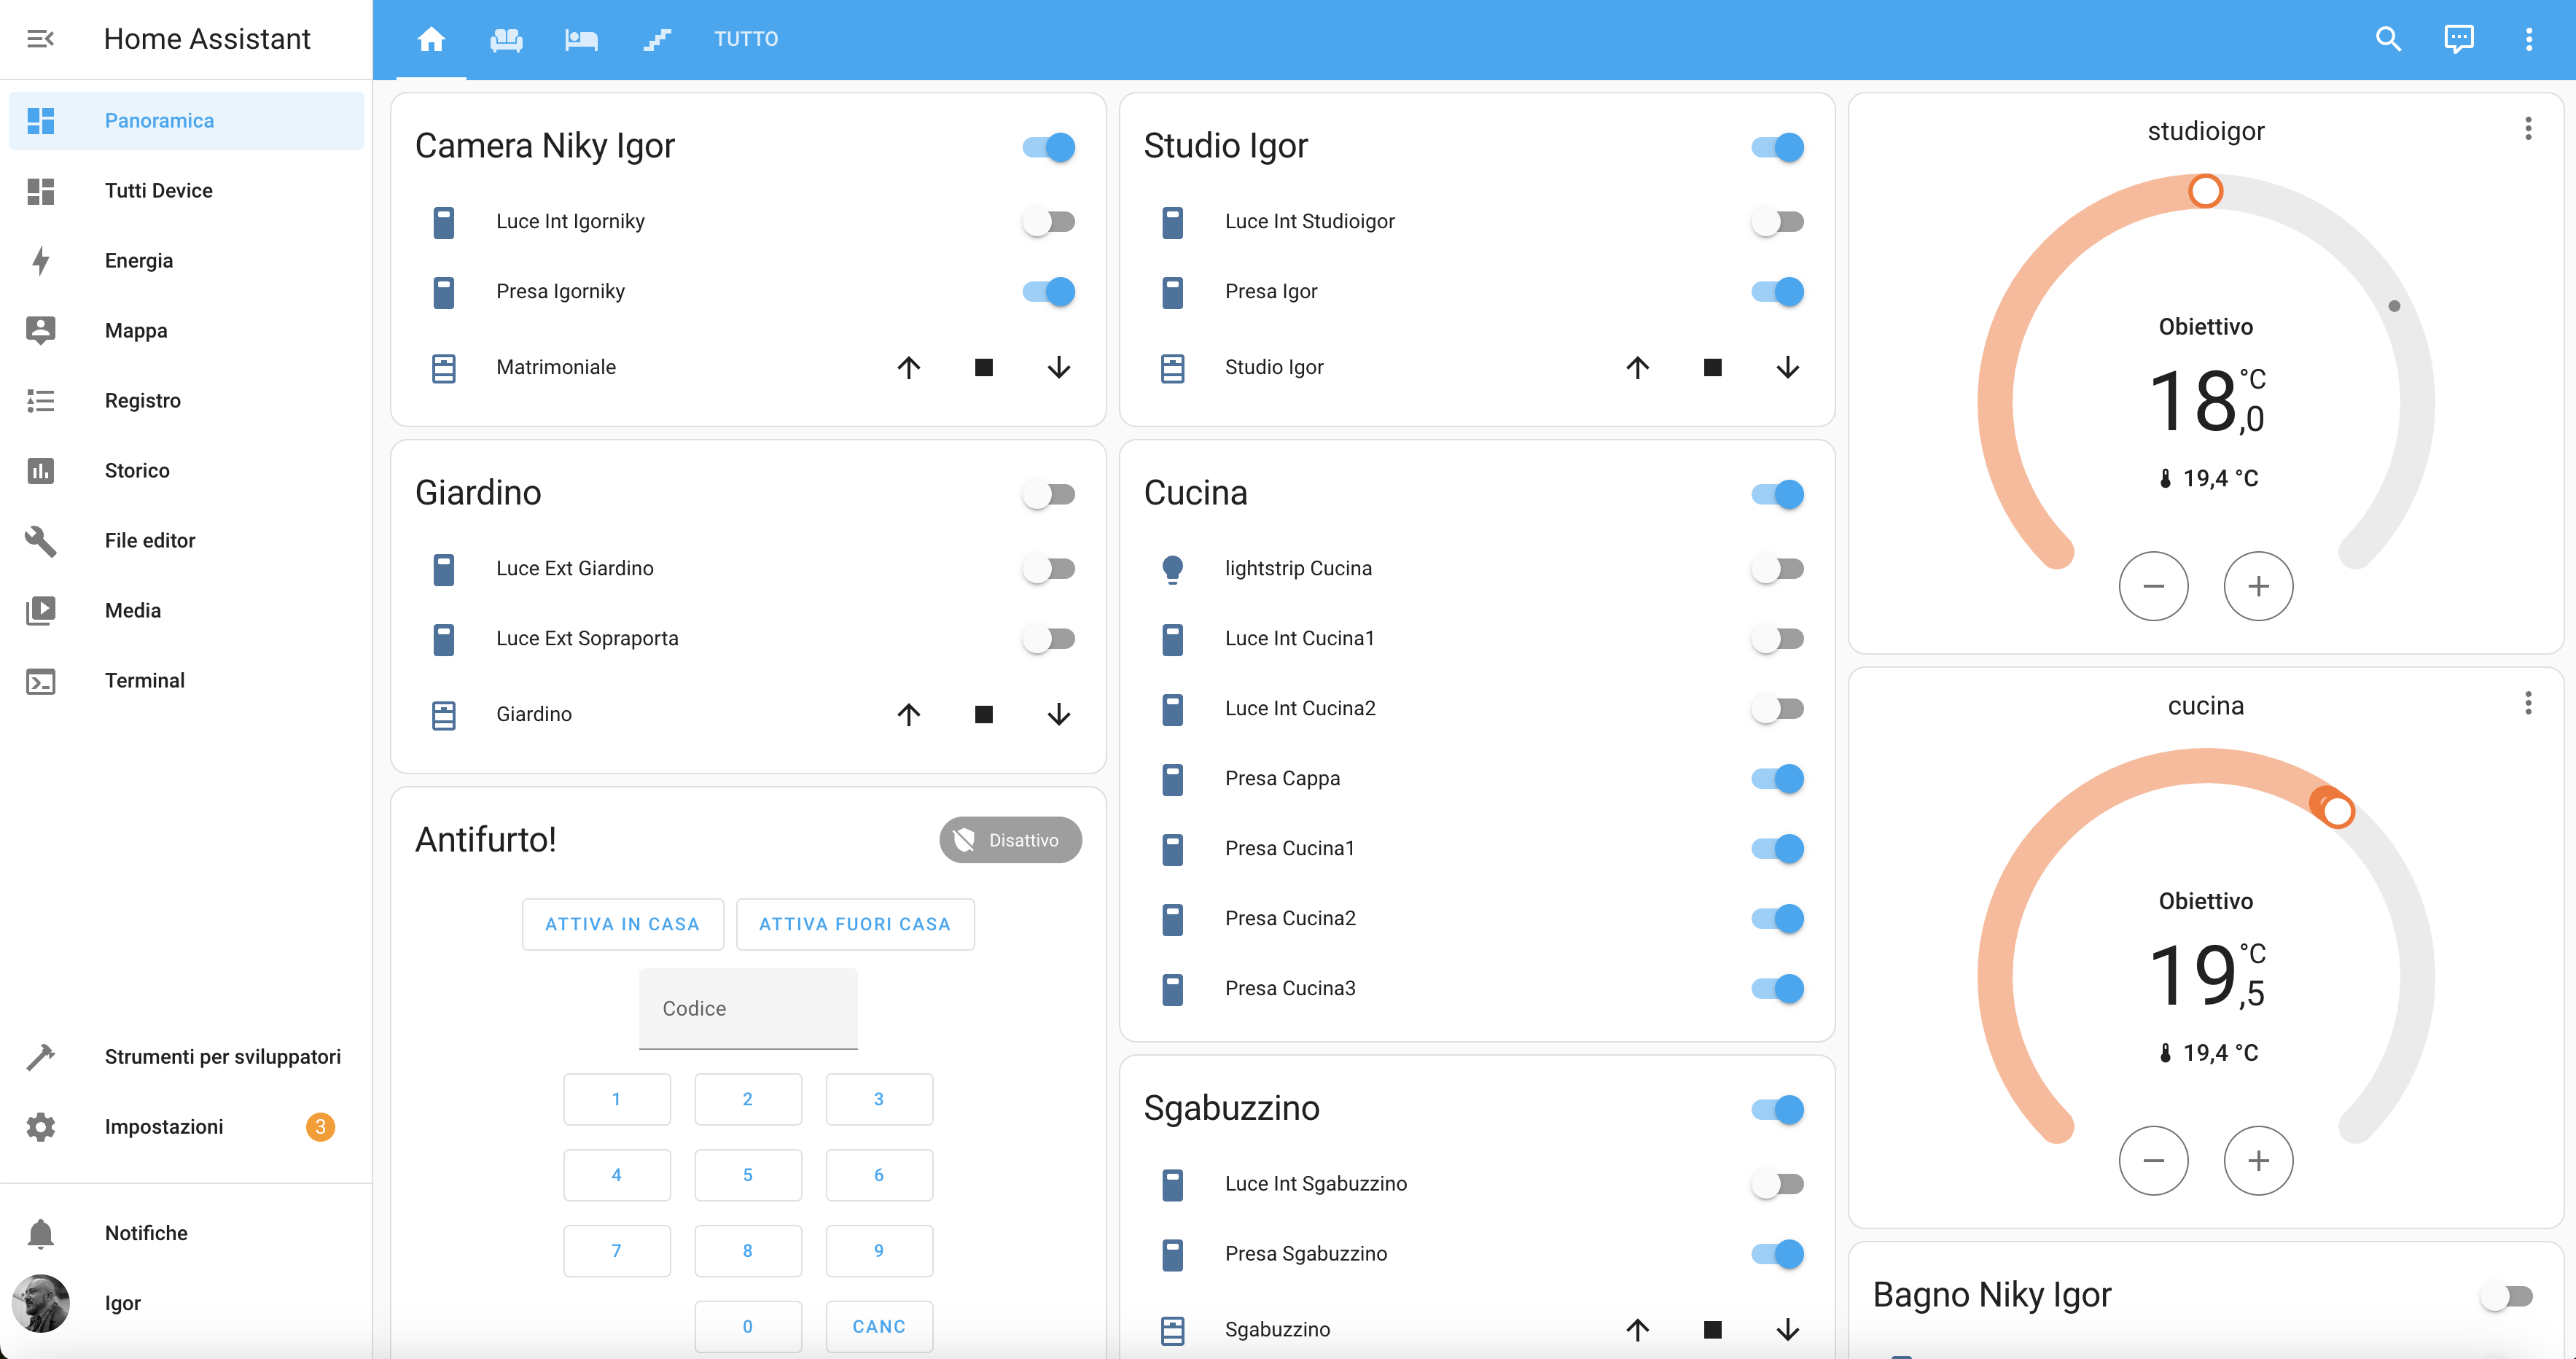 Home Assistant
TUTTO
Panoramica
Tutti Device
Energia
Mappa
Registro
Storico
File editor
Media
Terminal
Strumenti per sviluppatori
Impostazioni 3
Notifiche
Igor
Camera Niky Igor
Luce Int Igorniky
Presa Igorniky
Matrimoniale
Giardino
Luce Ext Giardino
Luce Ext Sopraporta
Giardino
Antifurto!
Disattivo
ATTIVA IN CASA
ATTIVA FUORI CASA
Codice
1 2 3
4 5 6
7 8 9
0 CANC
Studio Igor
Luce Int Studioigor
Presa Igor
Studio Igor
Cucina
lightstrip Cucina
Luce Int Cucina1
Luce Int Cucina2
Presa Cappa
Presa Cucina1
Presa Cucina2
Presa Cucina3
Sgabuzzino
Luce Int Sgabuzzino
Presa Sgabuzzino
Sgabuzzino
studioigor
Obiettivo
18,0 °C
19,4 °C
cucina
Obiettivo
19,5 °C
19,4 °C
Bagno Niky Igor